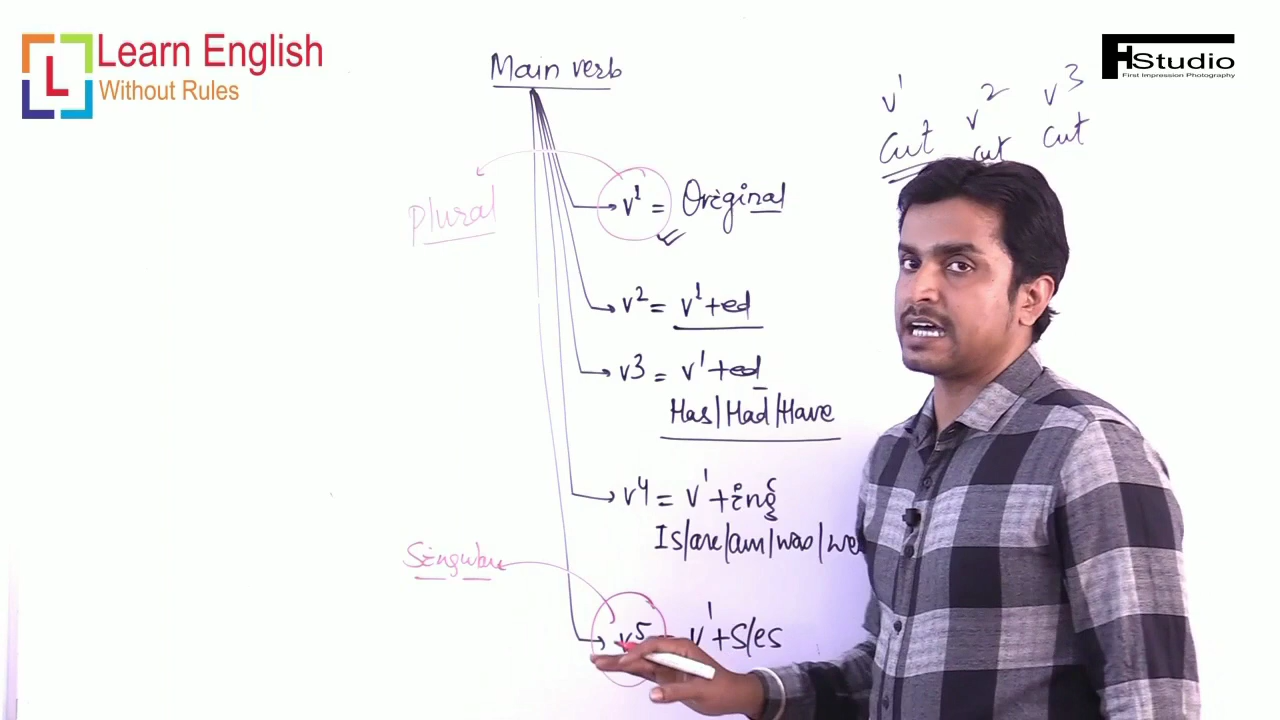 Learn English
Without Rules
L
FHStudio
First Impression Photography
Main verb
v1 v2 v3
cut cut cut
Plural
v1 = Original
v2 = v1+ed
v3 = v1+ed
Has/Had/Have
v4 = v1+ing
Is/are/am/was/we
Singular
v5 v1+s/es